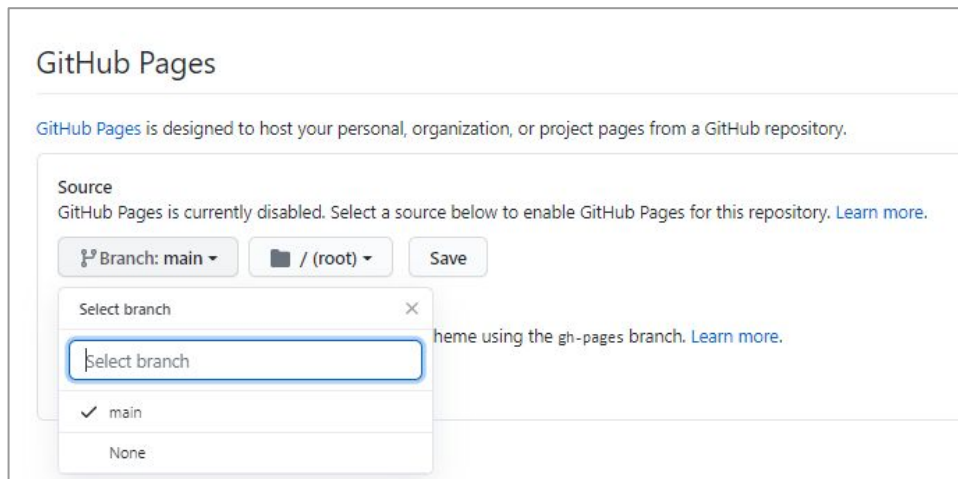 GitHub Pages
GitHub Pages is designed to host your personal, organization, or project pages from a GitHub repository.
Source
GitHub Pages is currently disabled. Select a source below to enable GitHub Pages for this repository. Learn more.
Branch: main / (root) Save
Select branch
heme using the gh-pages branch. Learn more.
Select branch
main
None